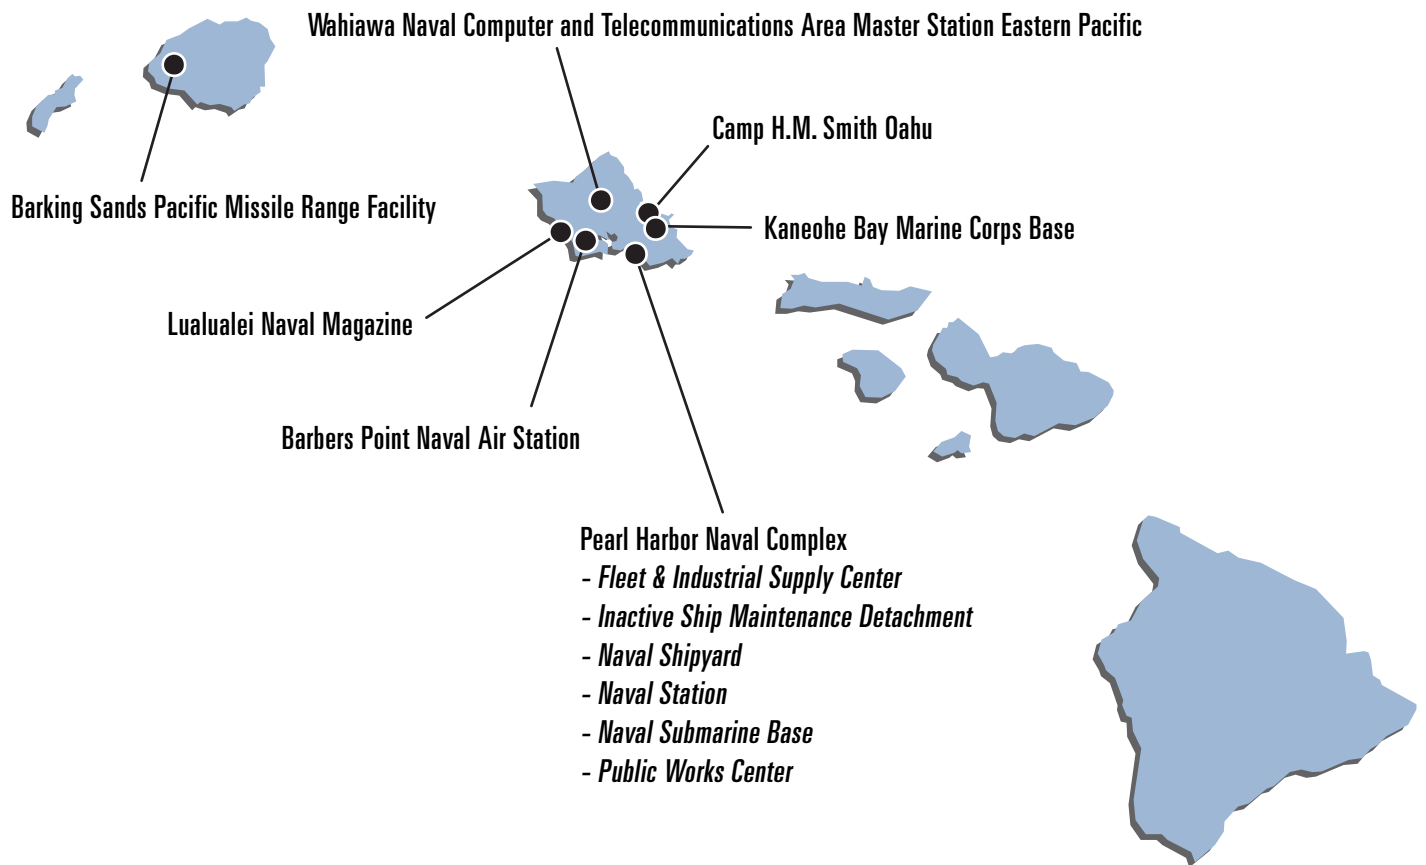 Wahiawa Naval Computer and Telecommunications Area Master Station Eastern Pacific
Camp H.M. Smith Oahu
Barking Sands Pacific Missile Range Facility
Kaneohe Bay Marine Corps Base
Lualualei Naval Magazine
Barbers Point Naval Air Station
Pearl Harbor Naval Complex
- Fleet & Industrial Supply Center
- Inactive Ship Maintenance Detachment
- Naval Shipyard
- Naval Station
- Naval Submarine Base
- Public Works Center